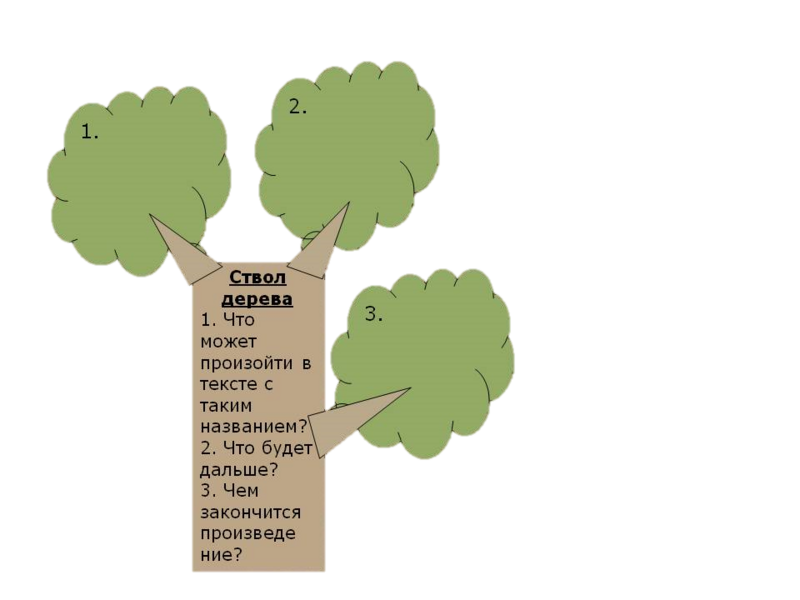 1.
2.
3.
Ствол
дерева
1. Что
может
произойти в
тексте с
таким
названием?
2. Что будет
дальше?
3. Чем
закончится
произведе
ние?